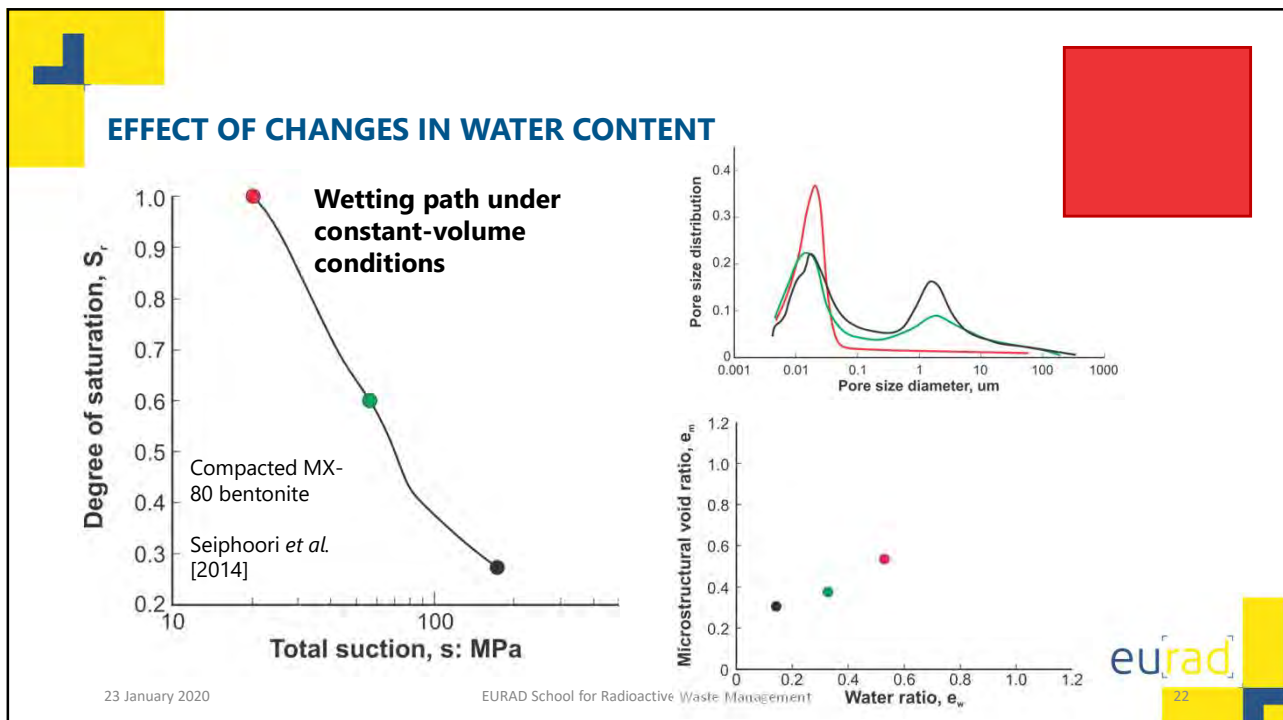 EFFECT OF CHANGES IN WATER CONTENT
Wetting path under
constant-volume
conditions
Degree of saturation, Sr
1.0
0.9
0.8
0.7
0.6
0.5
0.4
0.3
0.2
10
100
Total suction, s: MPa
Compacted MX-
80 bentonite
Seiphoori et al.
[2014]
Pore size distribution
0.4
0.3
0.2
0.1
0
0.001
0.01
0.1
1
10
100
1000
Pore size diameter, um
Microstructural void ratio, em
1.2
1.0
0.8
0.6
0.4
0.2
0
0
0.2
0.4
0.6
0.8
1.0
1.2
Water ratio, ew
eurad
23 January 2020
EURAD School for Radioactive Waste Management
22